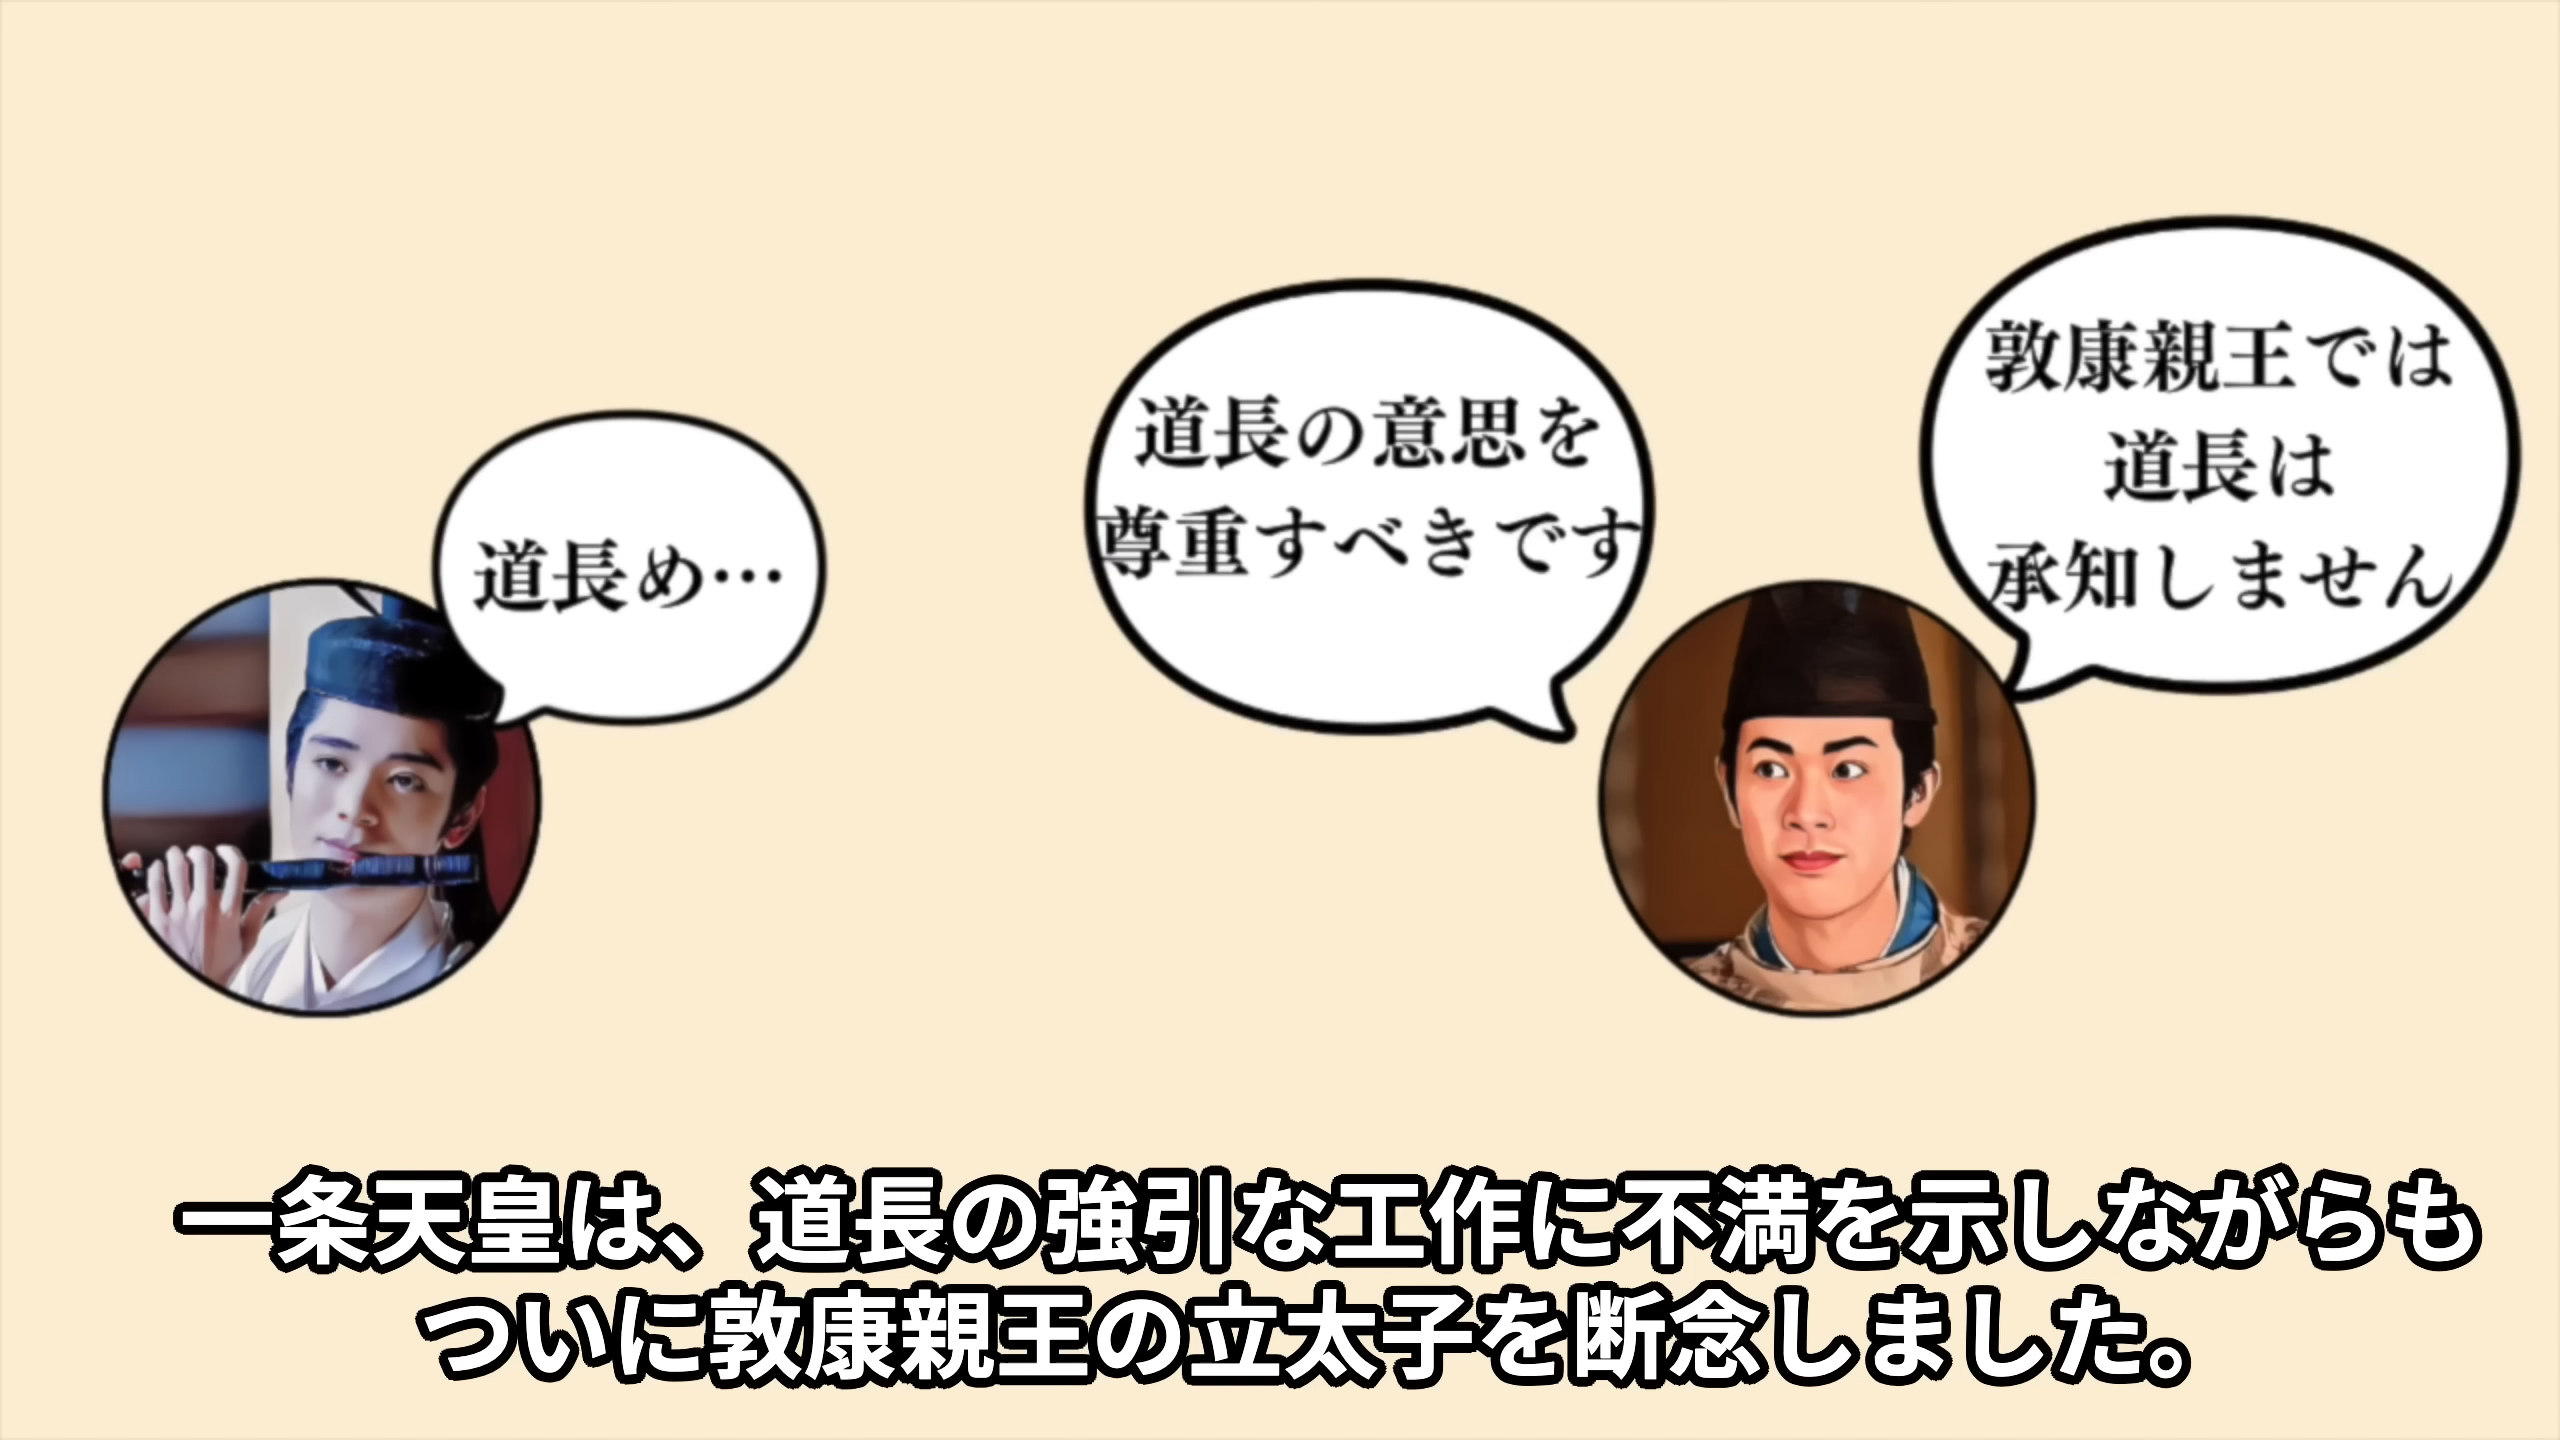 道長め…
道長の意思を
尊重すべきです
敦康親王では
道長は
承知しません
一条天皇は、道長の強引な工作に不満を示しながらも
ついに敦康親王の立太子を断念しました。